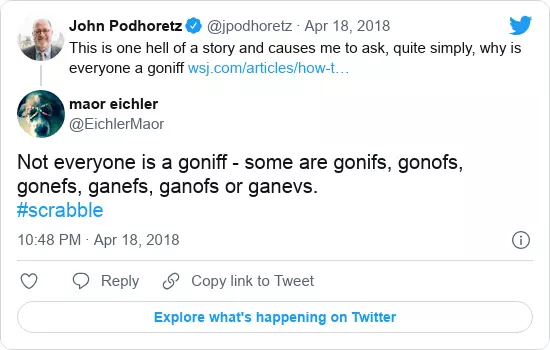 John Podhoretz @jpodhoretz · Apr 18, 2018
This is one hell of a story and causes me to ask, quite simply, why is
everyone a goniff wsj.com/articles/how-t…
maor eichler
@EichlerMaor
Not everyone is a goniff - some are gonifs, gonofs,
gonefs, ganefs, ganofs or ganevs.
#scrabble
10:48 PM · Apr 18, 2018
Reply Copy link to Tweet
Explore what's happening on Twitter